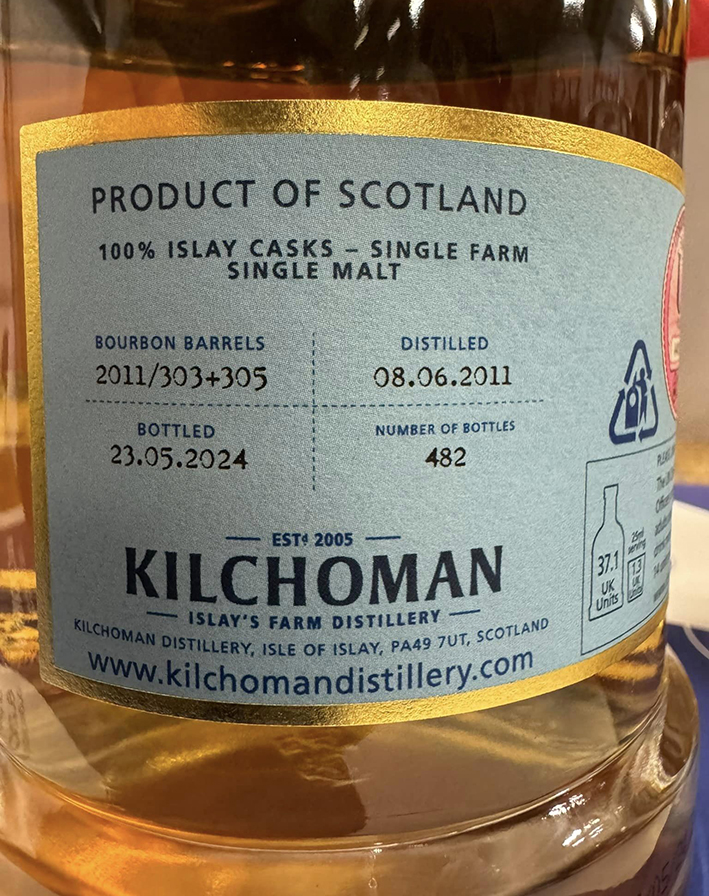 PRODUCT OF SCOTLAND
100% ISLAY CASKS – SINGLE FARM
SINGLE MALT
BOURBON BARRELS
2011/303+305
DISTILLED
08.06.2011
BOTTLED
23.05.2024
NUMBER OF BOTTLES
482
ESTᵈ 2005
KILCHOMAN
ISLAY'S FARM DISTILLERY
KILCHOMAN DISTILLERY, ISLE OF ISLAY, PA49 7UT, SCOTLAND
www.kilchomandistillery.com
37.1
UK
Units
25ml
serving
1.3
UK
Units